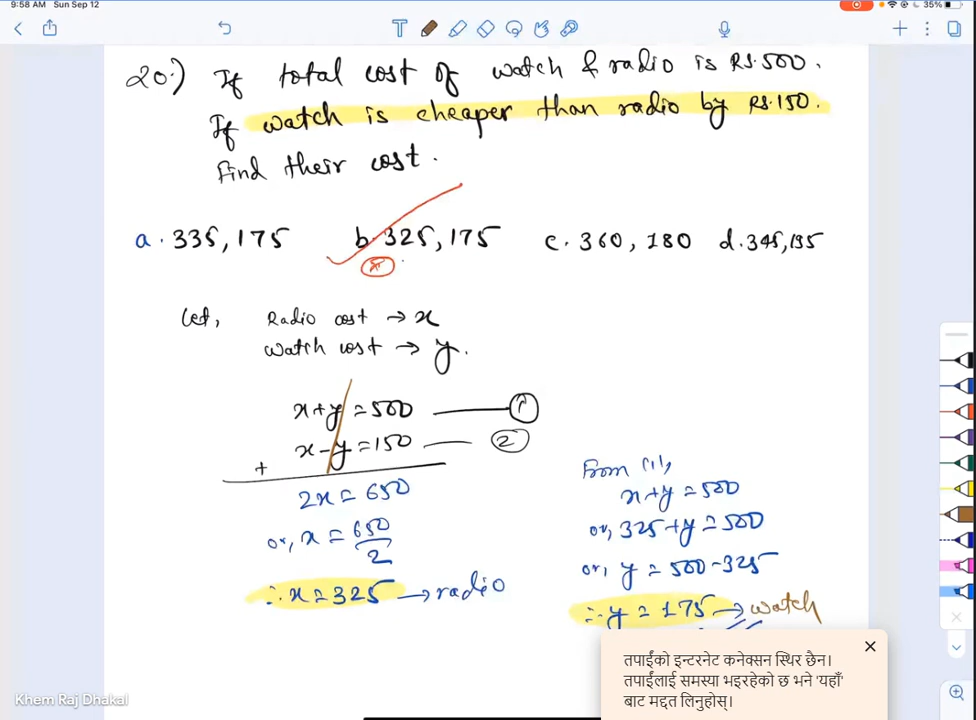 9:58 AM Sun Sep 12
35%
20.) If total cost of watch & radio is Rs.500.
If watch is cheaper than radio by Rs.150.
find their cost.
a. 335, 175 b. 325, 175 c. 360, 180 d. 345, 135
Let, Radio cost → x
Watch cost → y.
x+y = 500 ——— (1)
x-y = 150 —— (2)
+
2x = 650
or, x = 650/2
∴ x = 325 → radio
From (1),
x+y = 500
or, 325+y = 500
or, y = 500-325
∴ y = 175 → watch
तपाईंको इन्टरनेट कनेक्सन स्थिर छैन।
तपाईंलाई समस्या भइरहेको छ भने 'यहाँ'
बाट मद्दत लिनुहोस्।
Khem Raj Dhakal